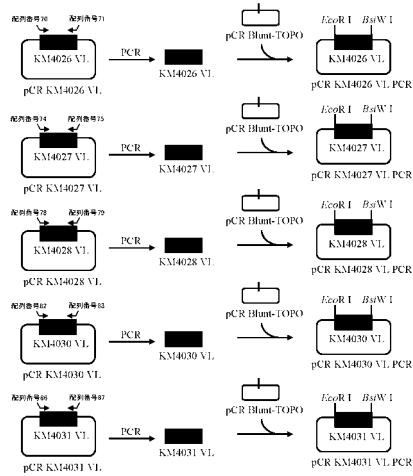 配列番号70 配列番号71
KM4026 VL
pCR KM4026 VL
PCR
KM4026 VL
pCR Blunt-TOPO
EcoR I BsiW I
KM4026 VL
pCR KM4026 VL PCR
配列番号74 配列番号75
KM4027 VL
pCR KM4027 VL
PCR
KM4027 VL
pCR Blunt-TOPO
EcoR I BsiW I
KM4027 VL
pCR KM4027 VL PCR
配列番号78 配列番号79
KM4028 VL
pCR KM4028 VL
PCR
KM4028 VL
pCR Blunt-TOPO
EcoR I BsiW I
KM4028 VL
pCR KM4028 VL PCR
配列番号82 配列番号83
KM4030 VL
pCR KM4030 VL
PCR
KM4030 VL
pCR Blunt-TOPO
EcoR I BsiW I
KM4030 VL
pCR KM4030 VL PCR
配列番号86 配列番号87
KM4031 VL
pCR KM4031 VL
PCR
KM4031 VL
pCR Blunt-TOPO
EcoR I BsiW I
KM4031 VL
pCR KM4031 VL PCR